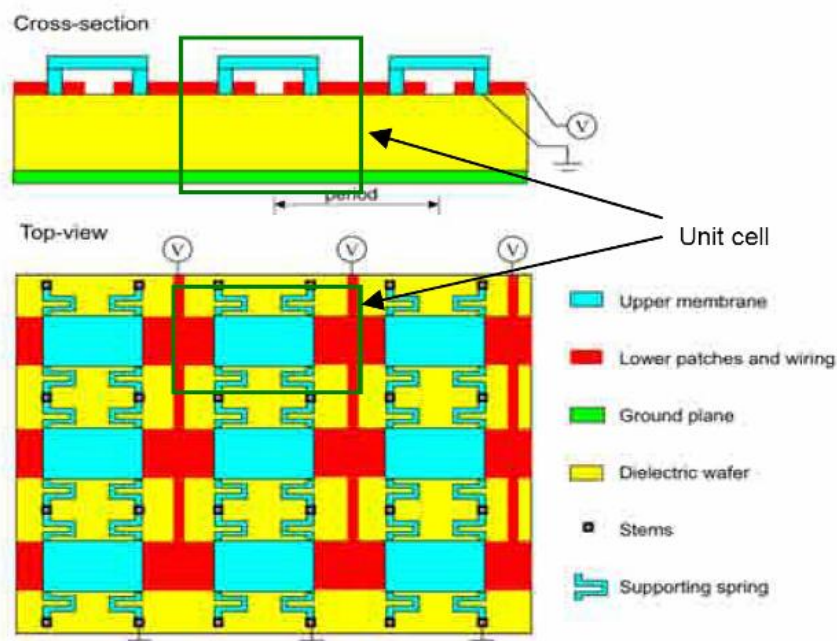 Cross-section
V
period
Top-view
V
V
V
Unit cell
Upper membrane
Lower patches and wiring
Ground plane
Dielectric wafer
Stems
Supporting spring